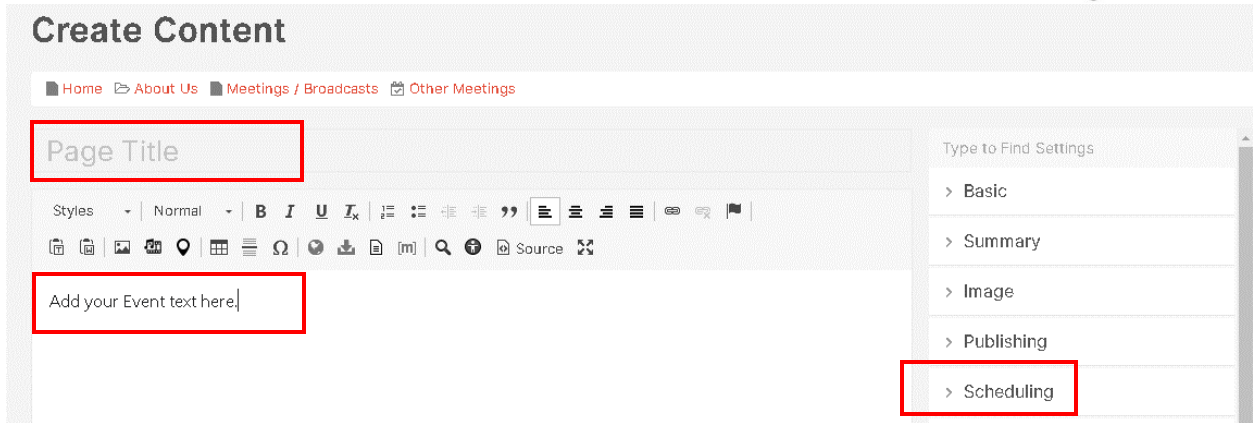 Create Content
Home About Us Meetings / Broadcasts Other Meetings
Page Title
Styles Normal B I U Tx
Ω [m] Source
Add your Event text here.
Type to Find Settings
Basic
Summary
Image
Publishing
Scheduling